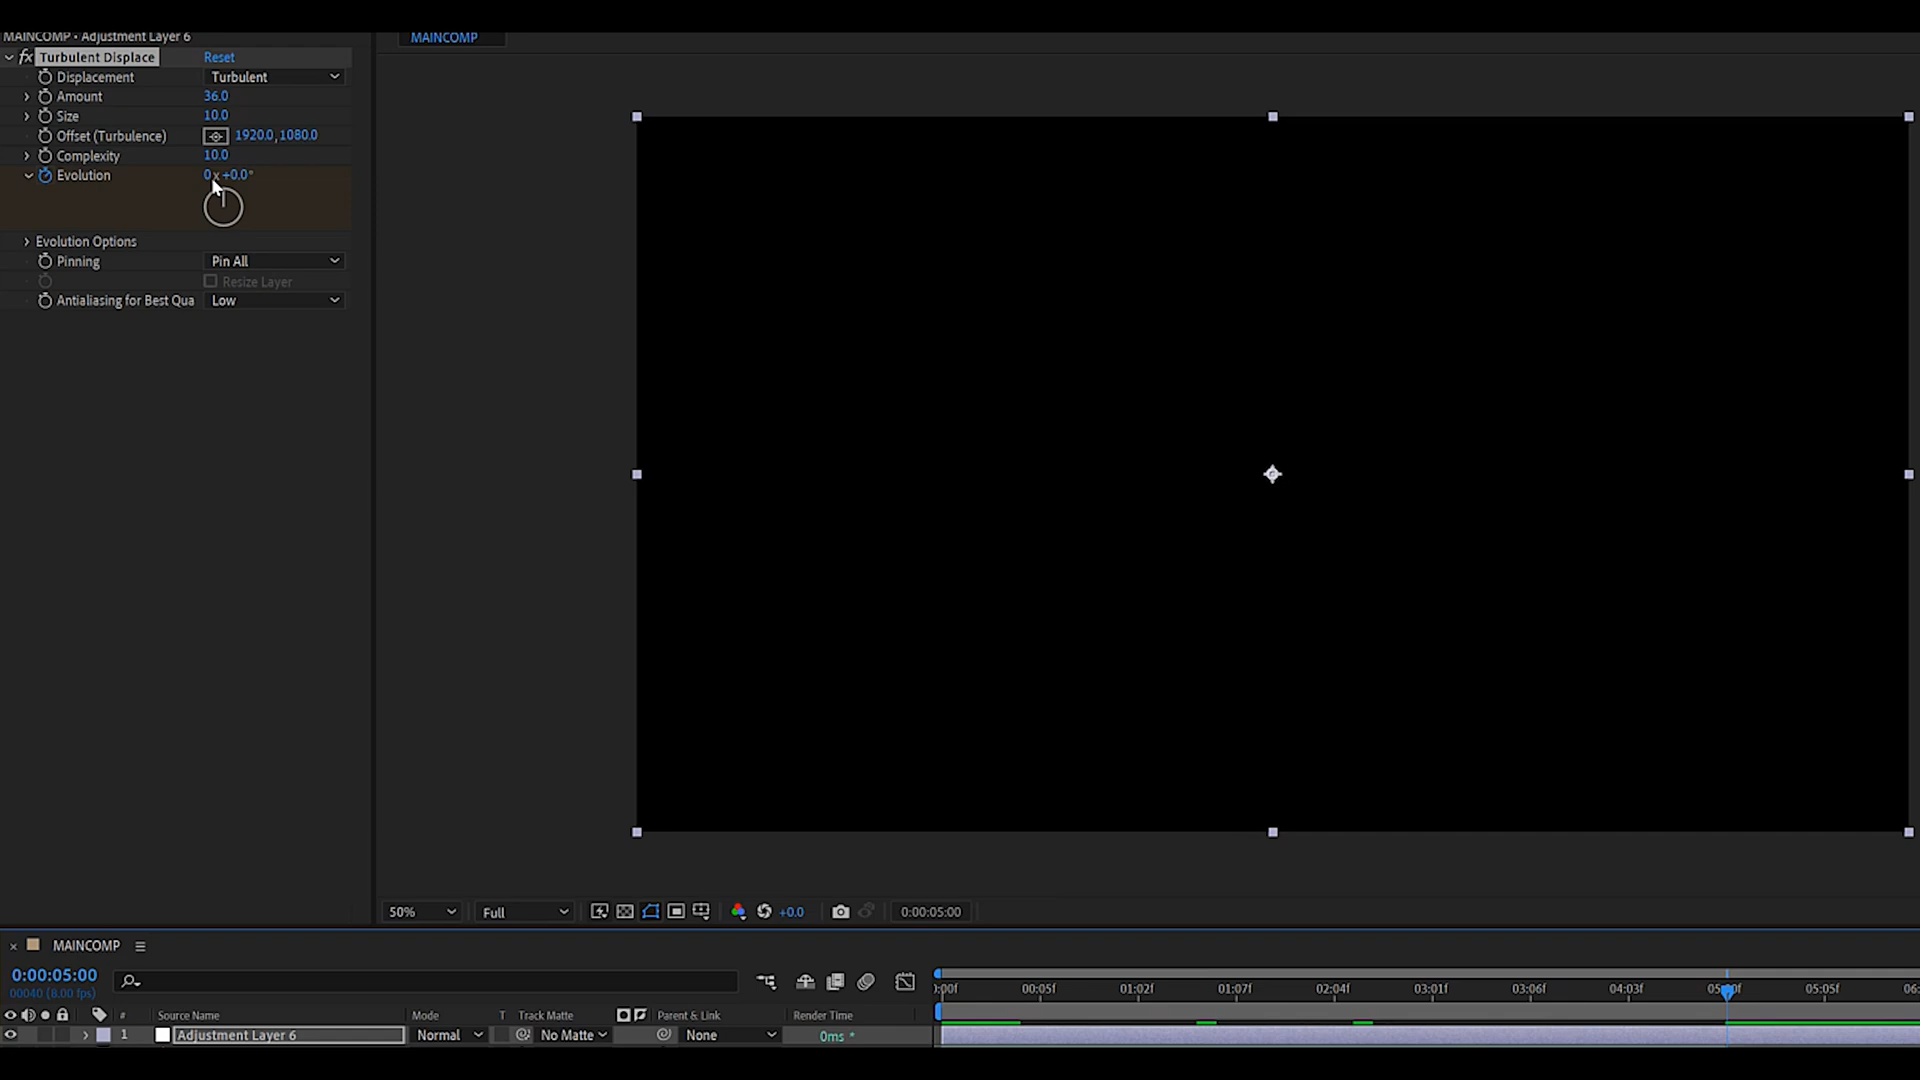 MAINCOMP • Adjustment Layer 6
fx Turbulent Displace Reset
Displacement Turbulent
Amount 36.0
Size 10.0
Offset (Turbulence) 1920.0, 1080.0
Complexity 10.0
Evolution 0x +0.0°
Evolution Options
Pinning Pin All
Resize Layer
Antialiasing for Best Qua Low
MAINCOMP
50% Full +0.0 0:00:05:00
MAINCOMP
0:00:05:00
00040 (8.00 fps)
):00f 00:05f 01:02f 01:07f 02:04f 03:01f 03:06f 04:03f 05:00f 05:05f 06:
# Source Name Mode T Track Matte Parent & Link Render Time
1 Adjustment Layer 6 Normal No Matte None 0ms *